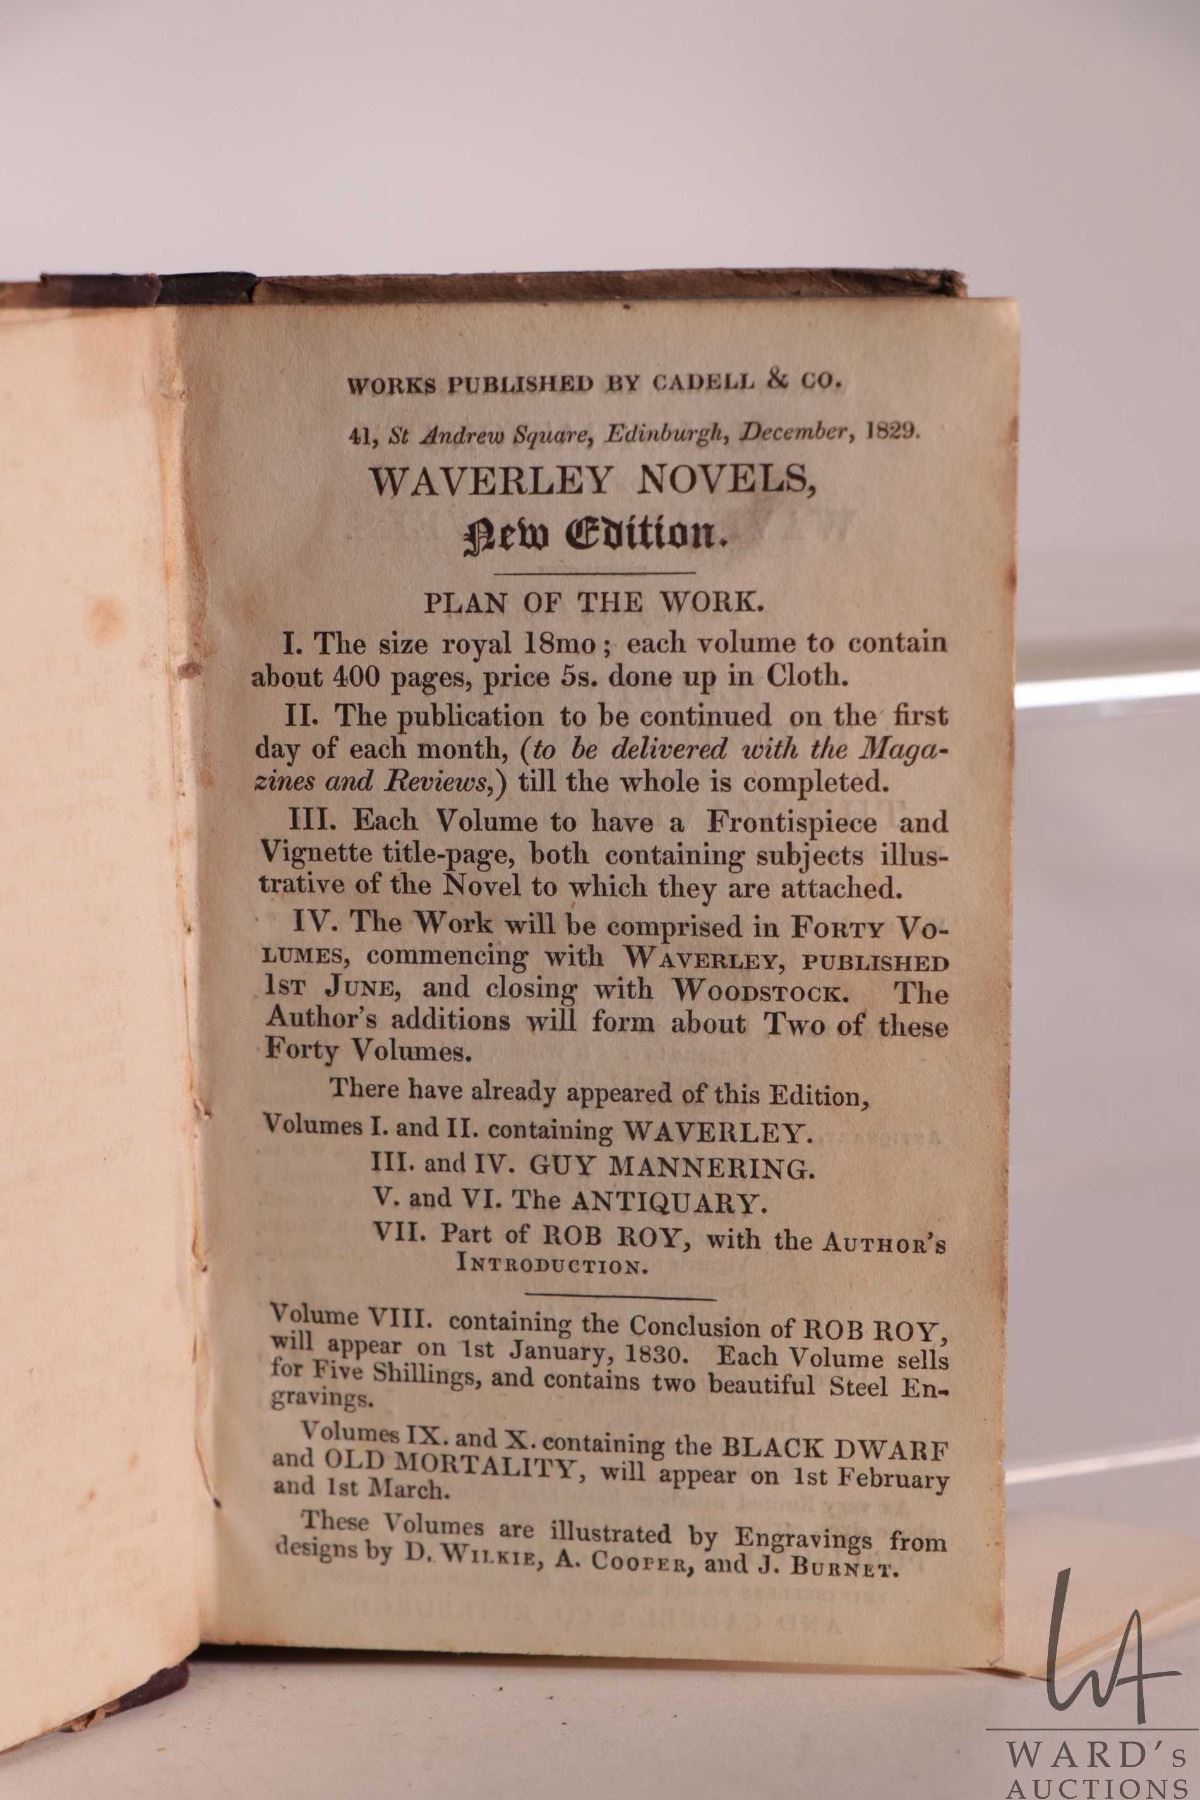 WORKS PUBLISHED BY CADELL & CO.
41, St Andrew Square, Edinburgh, December, 1829.
WAVERLEY NOVELS,
New Edition.
PLAN OF THE WORK.
I. The size royal 18mo; each volume to contain
about 400 pages, price 5s. done up in Cloth.
II. The publication to be continued on the first
day of each month, (to be delivered with the Maga-
zines and Reviews,) till the whole is completed.
III. Each Volume to have a Frontispiece and
Vignette title-page, both containing subjects illus-
trative of the Novel to which they are attached.
IV. The Work will be comprised in FORTY VO-
LUMES, commencing with WAVERLEY, PUBLISHED
1ST JUNE, and closing with WOODSTOCK. The
Author's additions will form about Two of these
Forty Volumes.
There have already appeared of this Edition,
Volumes I. and II. containing WAVERLEY.
III. and IV. GUY MANNERING.
V. and VI. The ANTIQUARY.
VII. Part of ROB ROY, with the AUTHOR'S
INTRODUCTION.
Volume VIII. containing the Conclusion of ROB ROY,
will appear on 1st January, 1830. Each Volume sells
for Five Shillings, and contains two beautiful Steel En-
gravings.
Volumes IX. and X. containing the BLACK DWARF
and OLD MORTALITY, will appear on 1st February
and 1st March.
These Volumes are illustrated by Engravings from
designs by D. WILKIE, A. COOPER, and J. BURNET.
WA
WARD'S
AUCTIONS